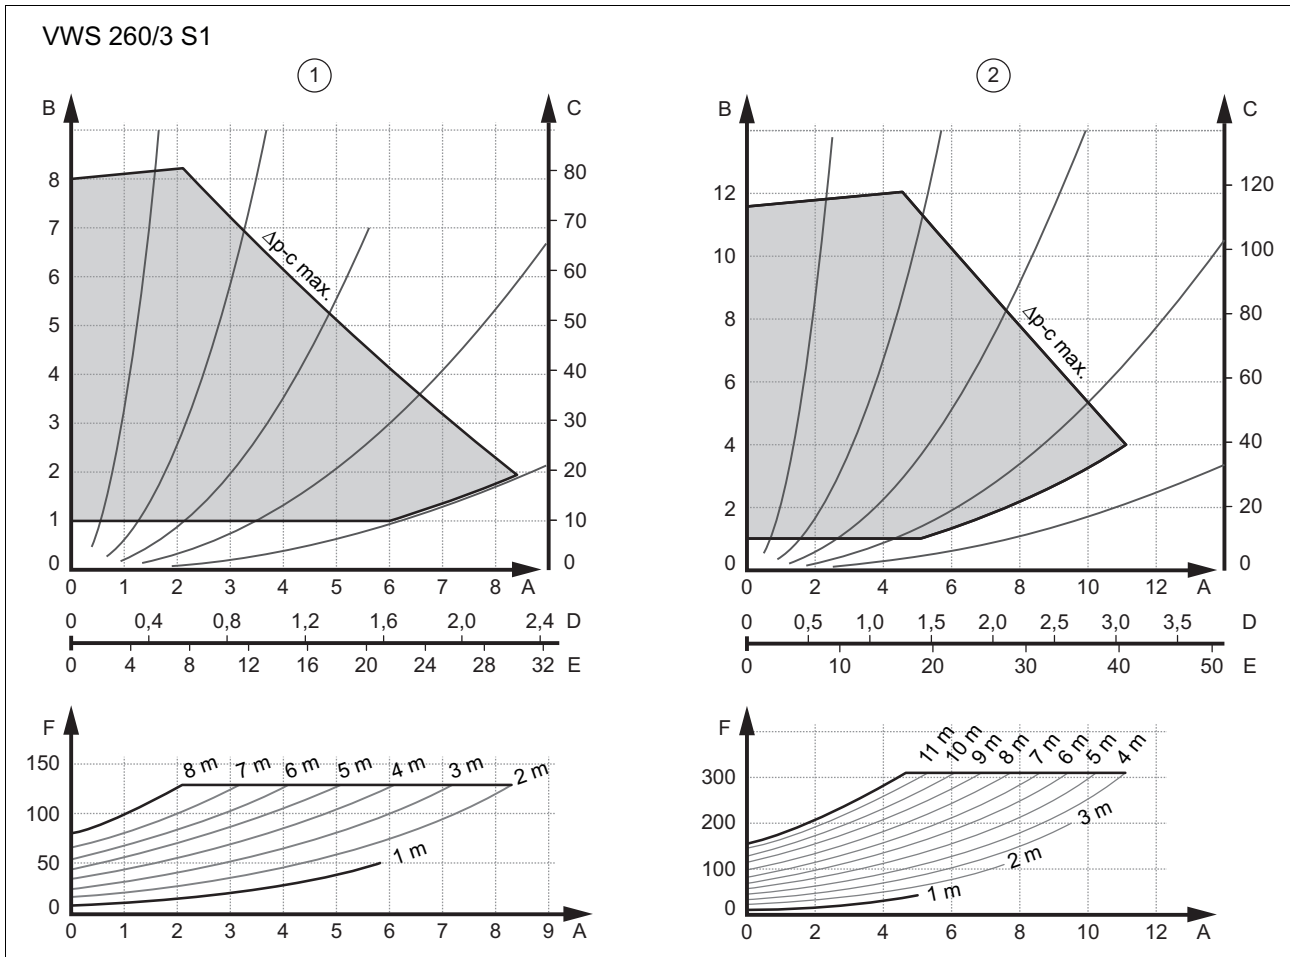 VWS 260/3 S1
1
B
C
8
7
6
5
4
3
2
1
0
80
70
60
50
40
30
20
10
0
Δp-c max.
0 1 2 3 4 5 6 7 8 A
0 0,4 0,8 1,2 1,6 2,0 2,4 D
0 4 8 12 16 20 24 28 32 E
F
150
100
50
0
8 m 7 m 6 m 5 m 4 m 3 m 2 m
1 m
0 1 2 3 4 5 6 7 8 9 A
2
B
C
12
10
8
6
4
2
0
120
100
80
60
40
20
0
Δp-c max.
0 2 4 6 8 10 12 A
0 0,5 1,0 1,5 2,0 2,5 3,0 3,5 D
0 10 20 30 40 50 E
F
300
200
100
0
11 m 10 m 9 m 8 m 7 m 6 m 5 m 4 m
3 m
2 m
1 m
0 2 4 6 8 10 12 A